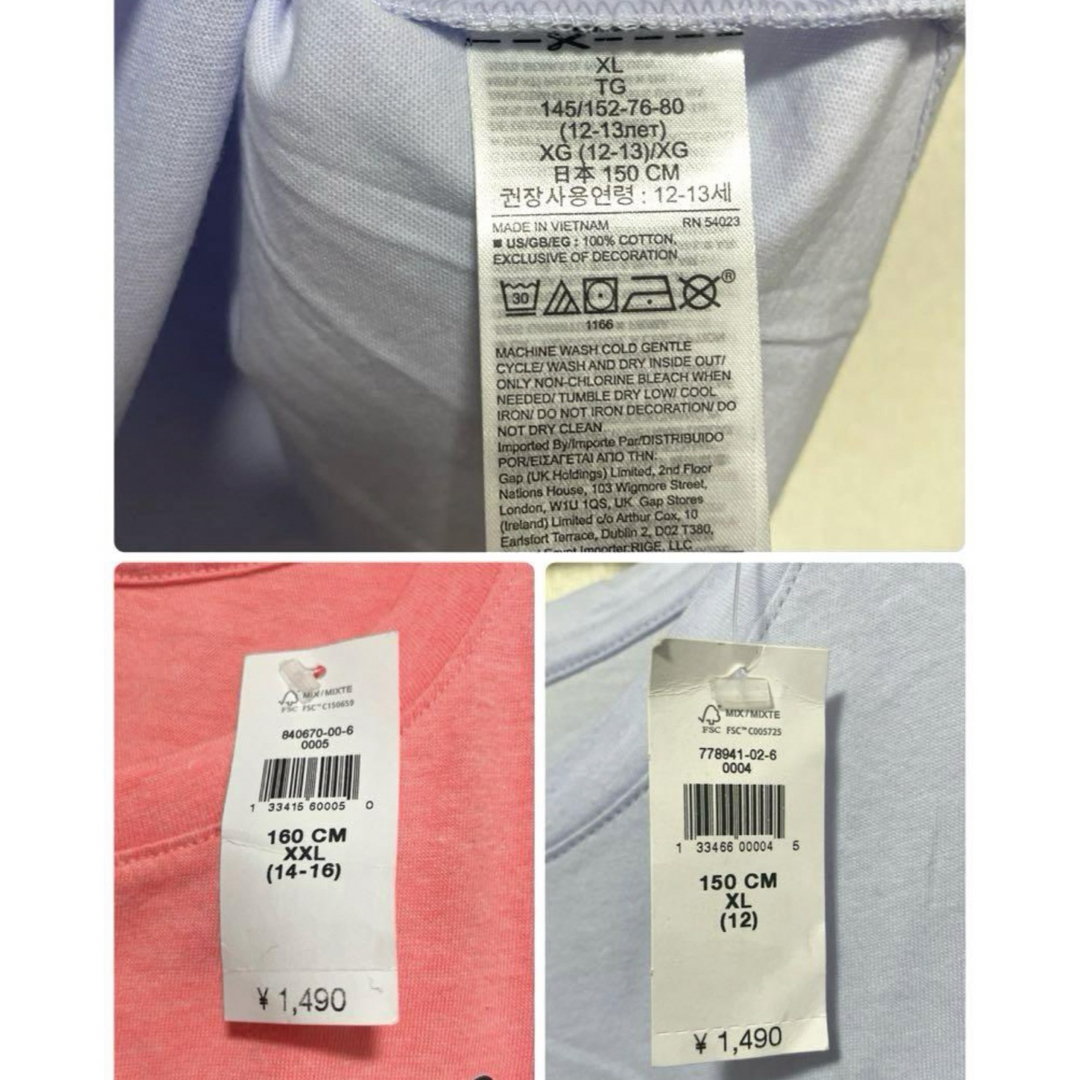 XL
TG
145/152-76-80
(12-13лет)
XG (12-13)/XG
日本 150 CM
권장사용연령 : 12-13세
MADE IN VIETNAM RN 54023
■ US/GB/EG : 100% COTTON,
EXCLUSIVE OF DECORATION
30
®
1166
MACHINE WASH COLD GENTLE
CYCLE/ WASH AND DRY INSIDE OUT/
ONLY NON-CHLORINE BLEACH WHEN
NEEDED/ TUMBLE DRY LOW/ COOL
IRON/ DO NOT IRON DECORATION/ DO
NOT DRY CLEAN
Imported By/Importe Par/DISTRIBUIDO
POR/ΕΙΣΑΓΕΤΑΙ ΑΠΟ ΤΗΝ:
Gap (UK Holdings) Limited, 2nd Floor
Nations House, 103 Wigmore Street,
London, W1U 1QS, UK Gap Stores
(Ireland) Limited c/o Arthur Cox, 10
Earlsfort Terrace, Dublin 2, D02 T380,
Egypt Importer:RIGE, LLC
MIX/MIXTE
FSC FSC™ C150659
840670-00-6
0005
1 33415 60005 0
160 CM
XXL
(14-16)
¥ 1,490
MIX/MIXTE
FSC FSC™ C005725
778941-02-6
0004
1 33466 00004 5
150 CM
XL
(12)
¥ 1,490